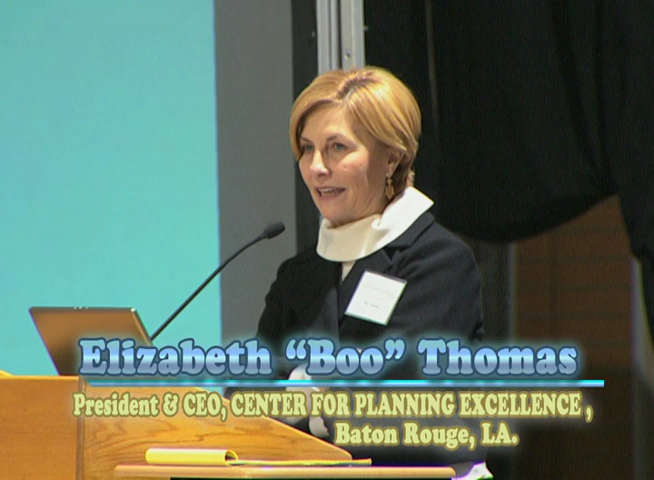 Elizabeth “Boo” Thomas
President & CEO, CENTER FOR PLANNING EXCELLENCE ,
Baton Rouge, LA.